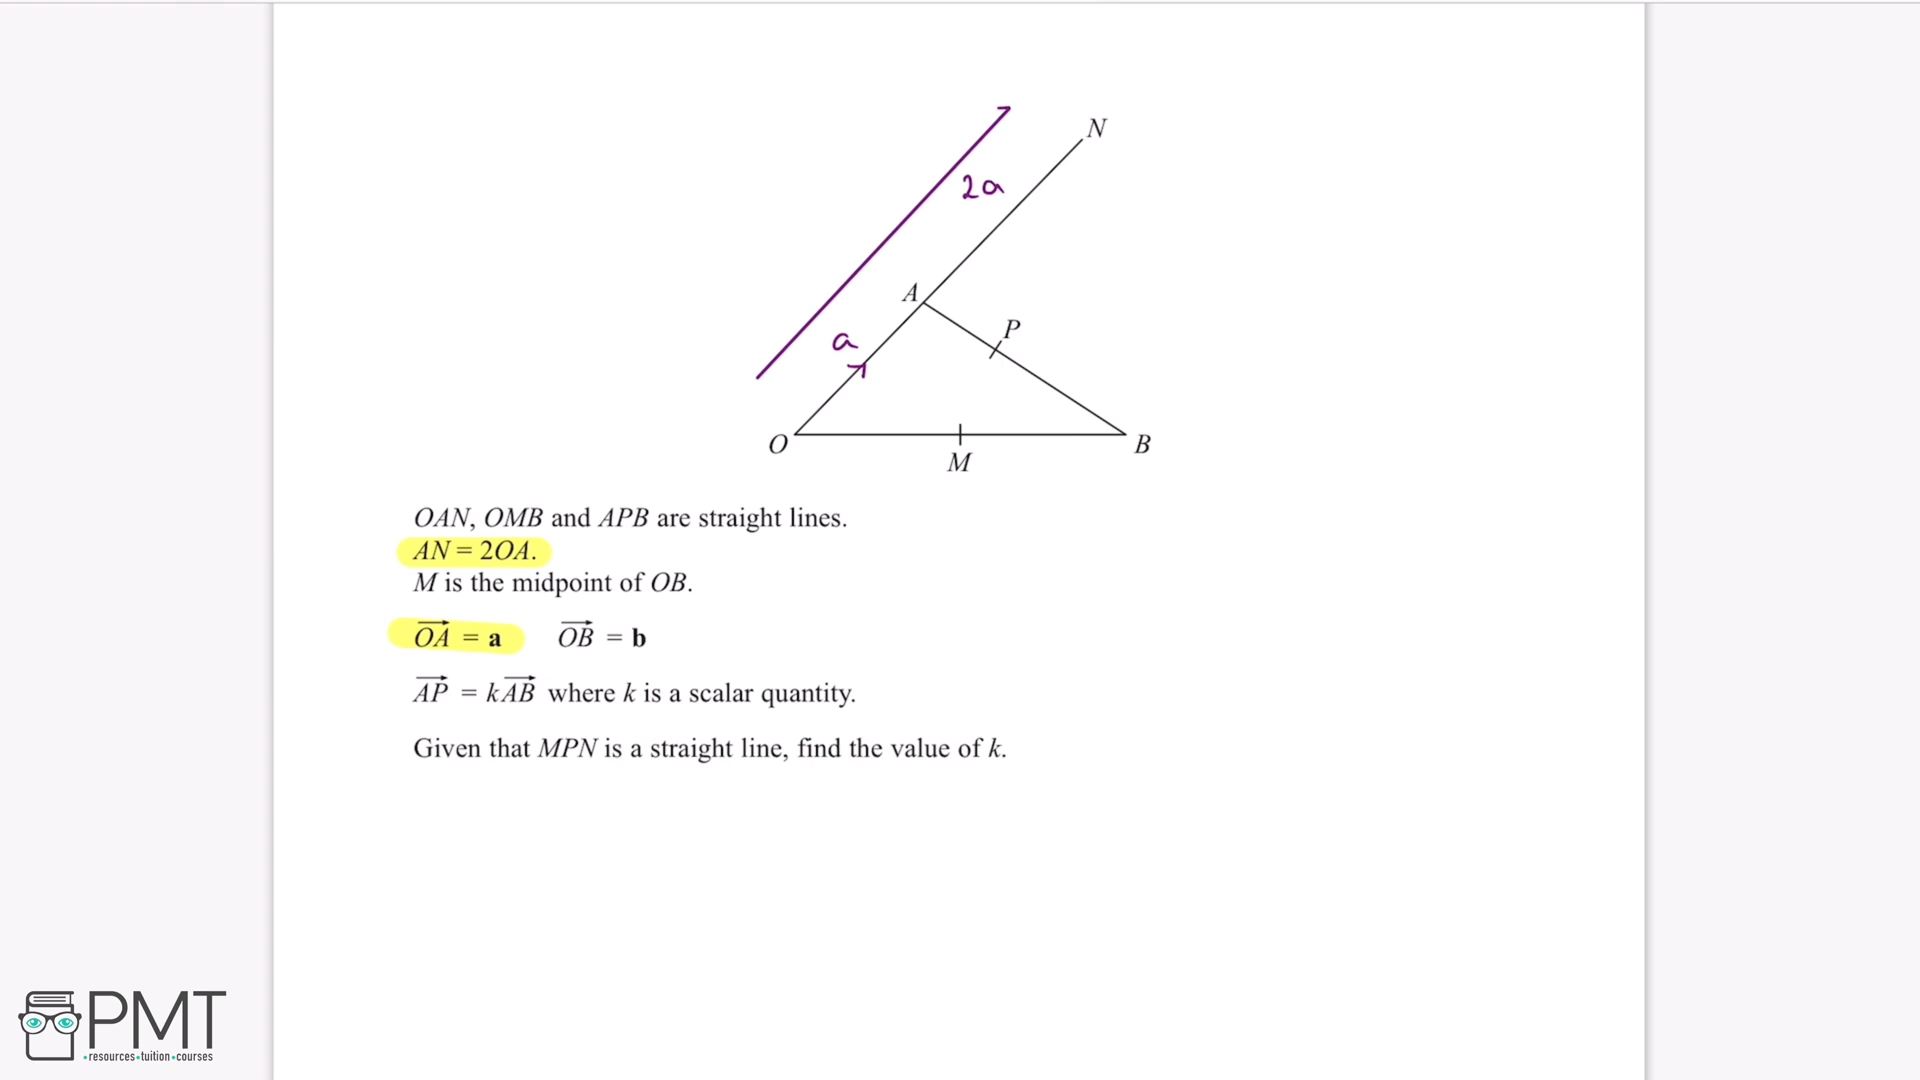 N
2a
A
P
a
O
B
M
OAN, OMB and APB are straight lines.
AN = 2OA.
M is the midpoint of OB.
OA⃗ = a OB⃗ = b
AP⃗ = kAB⃗ where k is a scalar quantity.
Given that MPN is a straight line, find the value of k.
PMT
•resources•tuition•courses